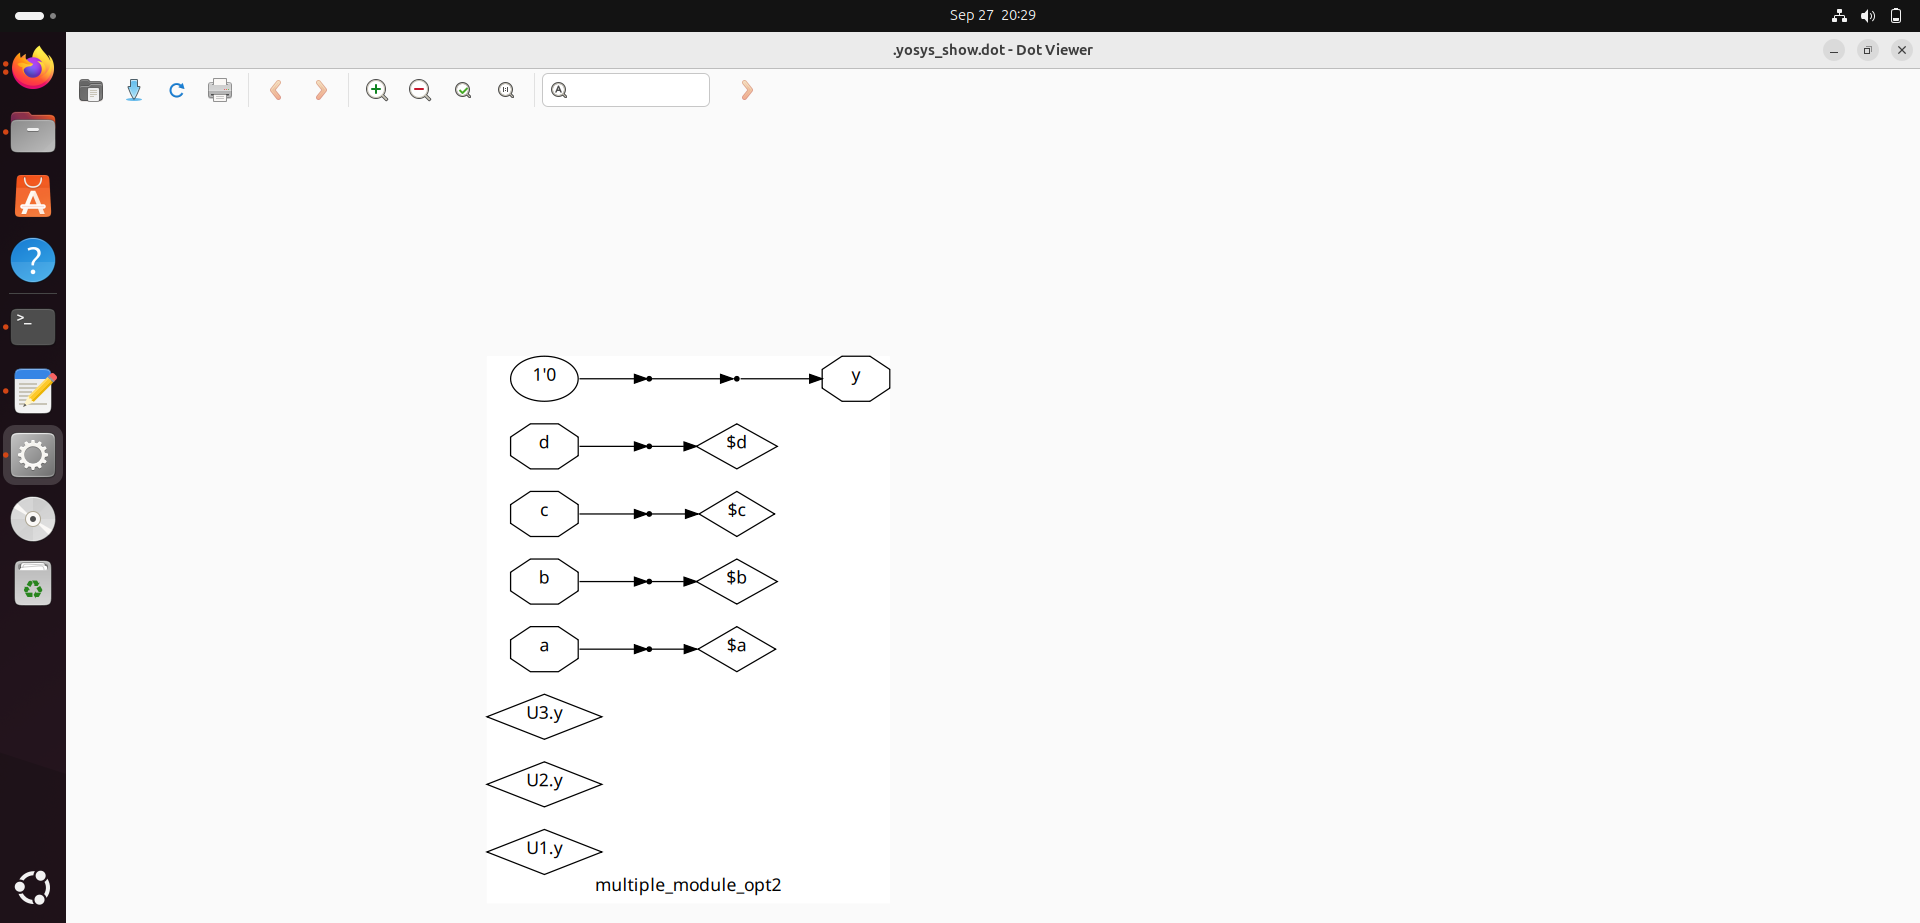 Sep 27 20:29
.yosys_show.dot - Dot Viewer
1'0
y
d
$d
c
$c
b
$b
a
$a
U3.y
U2.y
U1.y
multiple_module_opt2